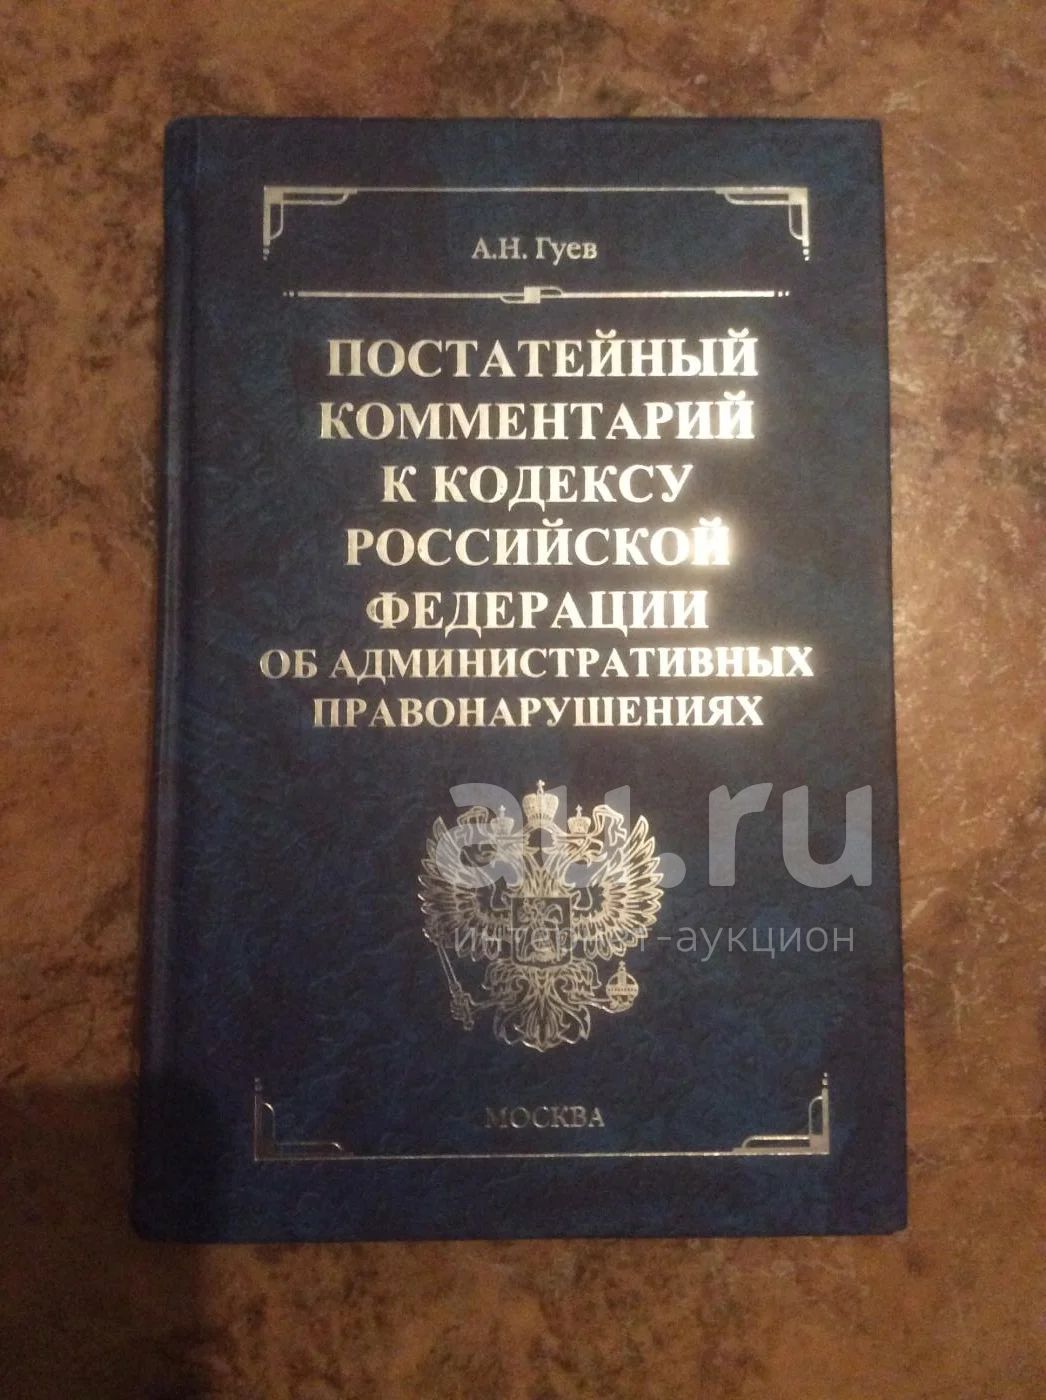 А.Н. Гуев
ПОСТАТЕЙНЫЙ
КОММЕНТАРИЙ
К КОДЕКСУ
РОССИЙСКОЙ
ФЕДЕРАЦИИ
ОБ АДМИНИСТРАТИВНЫХ
ПРАВОНАРУШЕНИЯХ
au.ru
интернет-аукцион
МОСКВА